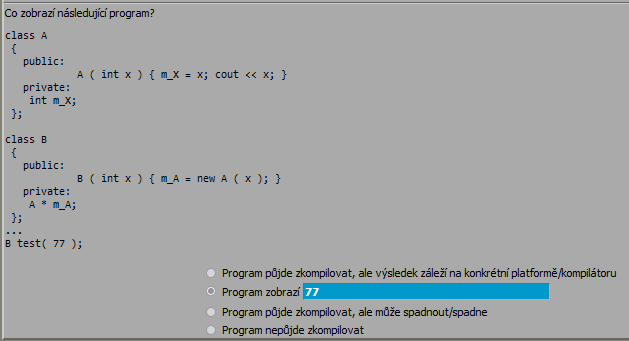 Co zobrazí následující program?
class A
{
public:
A ( int x ) { m_X = x; cout << x; }
private:
int m_X;
};
class B
{
public:
B ( int x ) { m_A = new A ( x ); }
private:
A * m_A;
};
...
B test( 77 );
Program půjde zkompilovat, ale výsledek záleží na konkrétní platformě/kompilátoru
Program zobrazí 77
Program půjde zkompilovat, ale může spadnout/spadne
Program nepůjde zkompilovat